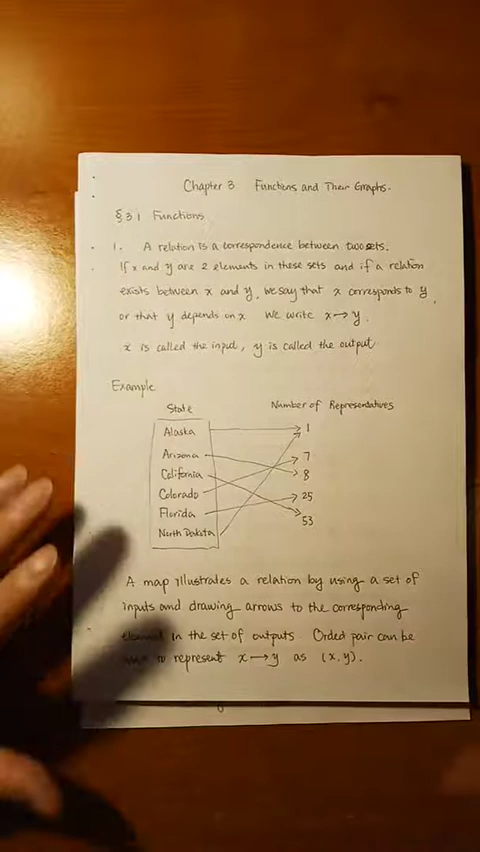 Chapter 3 Functions and Their Graphs.
§3.1 Functions
1. A relation is a correspondence between two sets.
If x and y are 2 elements in these sets and if a relation
exists between x and y, we say that x corresponds to y,
or that y depends on x We write x→y.
x is called the input, y is called the output
Example
State Number of Representatives
Alaska 1
Arizona 7
California 8
Colorado 25
Florida 53
North Dakota
A map illustrates a relation by using a set of
inputs and drawing arrows to the corresponding
element in the set of outputs. Orded pair can be
to represent x→y as (x, y).